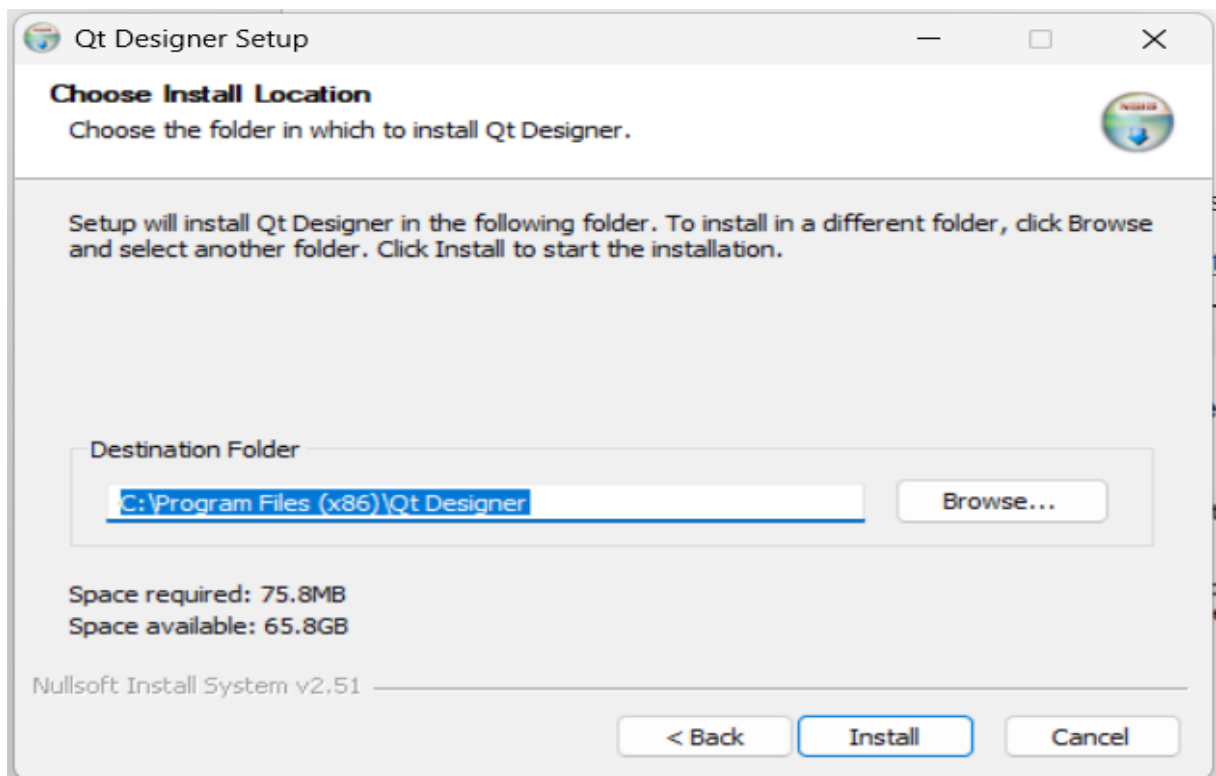 Qt Designer Setup
Choose Install Location
Choose the folder in which to install Qt Designer.
Setup will install Qt Designer in the following folder. To install in a different folder, click Browse
and select another folder. Click Install to start the installation.
Destination Folder
C:\Program Files (x86)\Qt Designer
Browse...
Space required: 75.8MB
Space available: 65.8GB
Nullsoft Install System v2.51
< Back
Install
Cancel